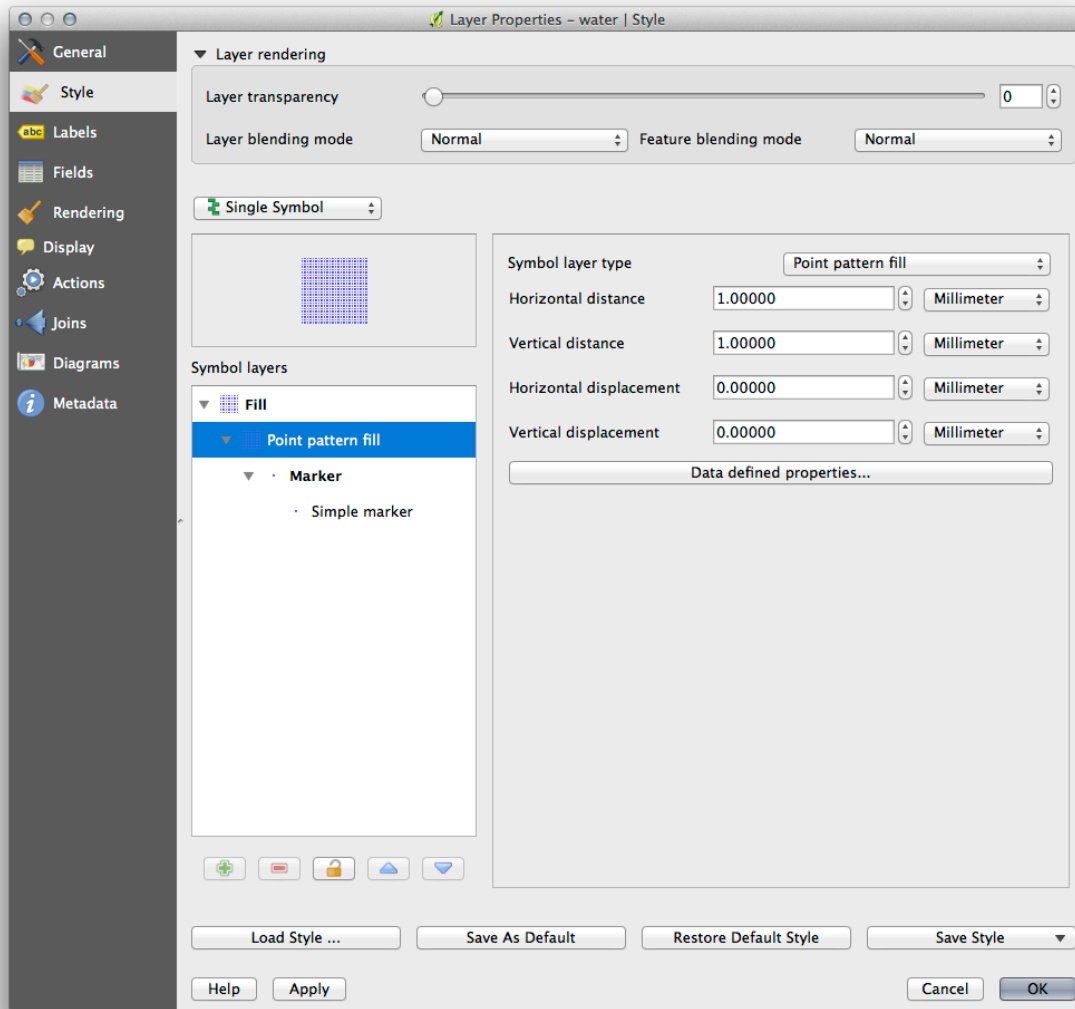 Layer Properties – water | Style
General
Style
abc Labels
Fields
Rendering
Display
Actions
Joins
Diagrams
i Metadata
Layer rendering
Layer transparency 0
Layer blending mode Normal Feature blending mode Normal
Single Symbol
Symbol layers
Fill
Point pattern fill
Marker
Simple marker
Symbol layer type Point pattern fill
Horizontal distance 1.00000 Millimeter
Vertical distance 1.00000 Millimeter
Horizontal displacement 0.00000 Millimeter
Vertical displacement 0.00000 Millimeter
Data defined properties...
Load Style ... Save As Default Restore Default Style Save Style
Help Apply Cancel OK